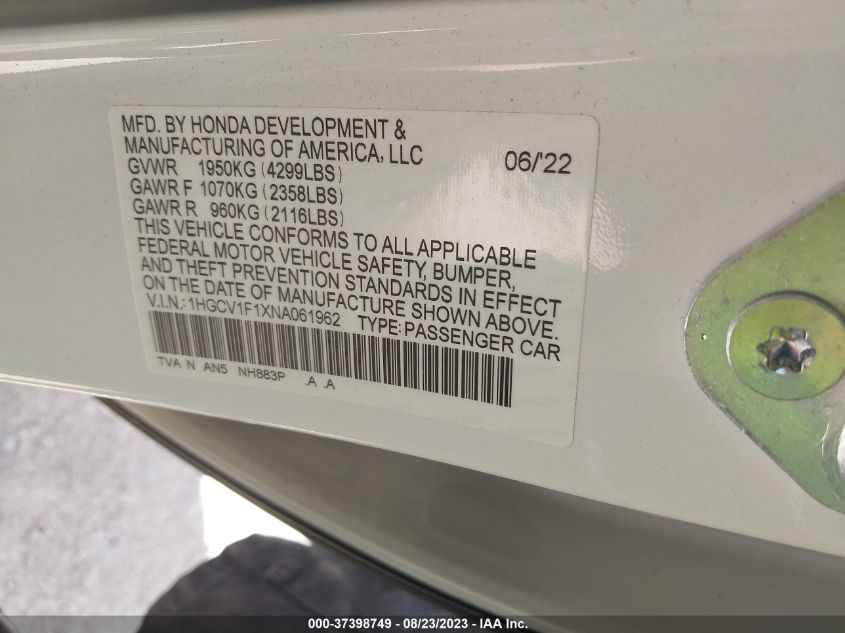 MFD. BY HONDA DEVELOPMENT &
MANUFACTURING OF AMERICA, LLC
06/'22
GVWR 1950KG (4299LBS)
GAWR F 1070KG (2358LBS)
GAWR R 960KG (2116LBS)
THIS VEHICLE CONFORMS TO ALL APPLICABLE
FEDERAL MOTOR VEHICLE SAFETY, BUMPER,
AND THEFT PREVENTION STANDARDS IN EFFECT
ON THE DATE OF MANUFACTURE SHOWN ABOVE.
V.I.N.: 1HGCV1F1XNA061962 TYPE: PASSENGER CAR
TVA N AN5 NH883P .A .A
000-37398749 - 08/23/2023 - IAA Inc.